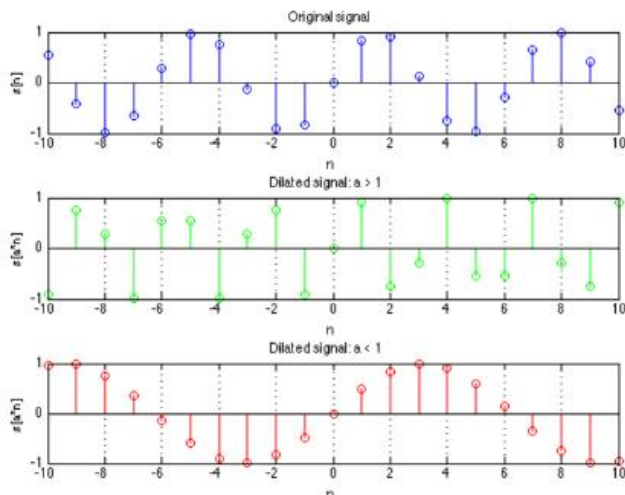 Original signal
1
0
-1
-10 -8 -6 -4 -2 0 2 4 6 8 10
s[n]
n
Dilated signal: a > 1
1
0
-1
-10 -8 -6 -4 -2 0 2 4 6 8 10
s[a*n]
n
Dilated signal: a < 1
1
0
-1
-10 -8 -6 -4 -2 0 2 4 6 8 10
s[a*n]
n